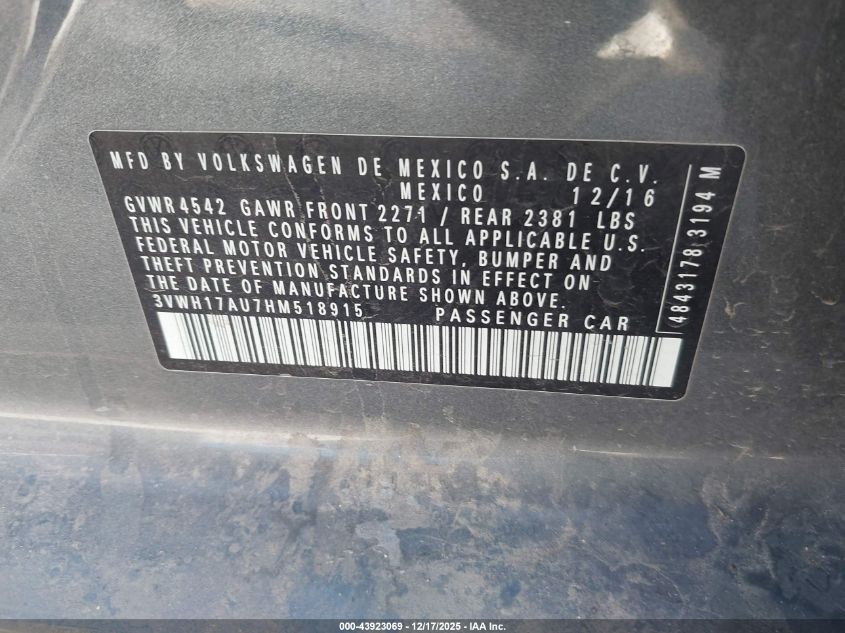 MFD BY VOLKSWAGEN DE MEXICO S.A. DE C.V.
MEXICO 12/16
GVWR 4542 GAWR FRONT 2271 / REAR 2381 LBS
THIS VEHICLE CONFORMS TO ALL APPLICABLE U.S.
FEDERAL MOTOR VEHICLE SAFETY, BUMPER AND
THEFT PREVENTION STANDARDS IN EFFECT ON
THE DATE OF MANUFACTURE SHOWN ABOVE.
3VWH17AU7HM518915 PASSENGER CAR
4843178 3194 M
000-43923069 - 12/17/2025 - IAA Inc.